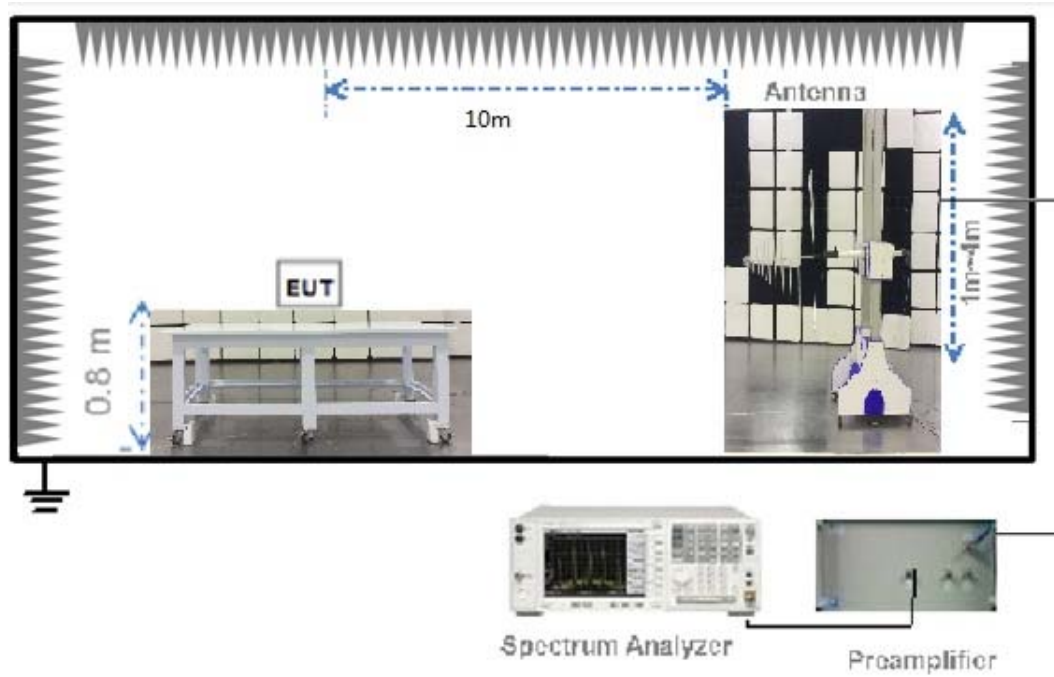 Antenna
10m
1m-4m
EUT
0.8 m
Spectrum Analyzer
Preamplifier